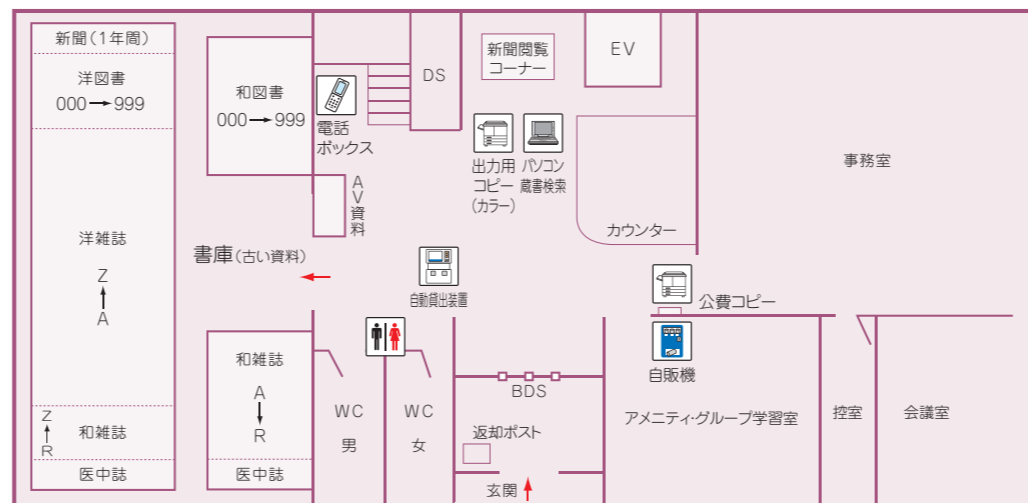 新聞(1年間)
洋図書
000→999
洋雑誌
Z
↑
A
Z
↑
R
和雑誌
医中誌
和図書
000→999
書庫(古い資料)
和雑誌
A
↓
R
医中誌
電話
ボックス
AV資料
DS
新聞閲覧
コーナー
EV
出力用
コピー
(カラー)
パソコン
蔵書検索
カウンター
事務室
自動貸出装置
公費コピー
自販機
WC
男
WC
女
BDS
返却ポスト
玄関
アメニティ・グループ学習室
控室
会議室